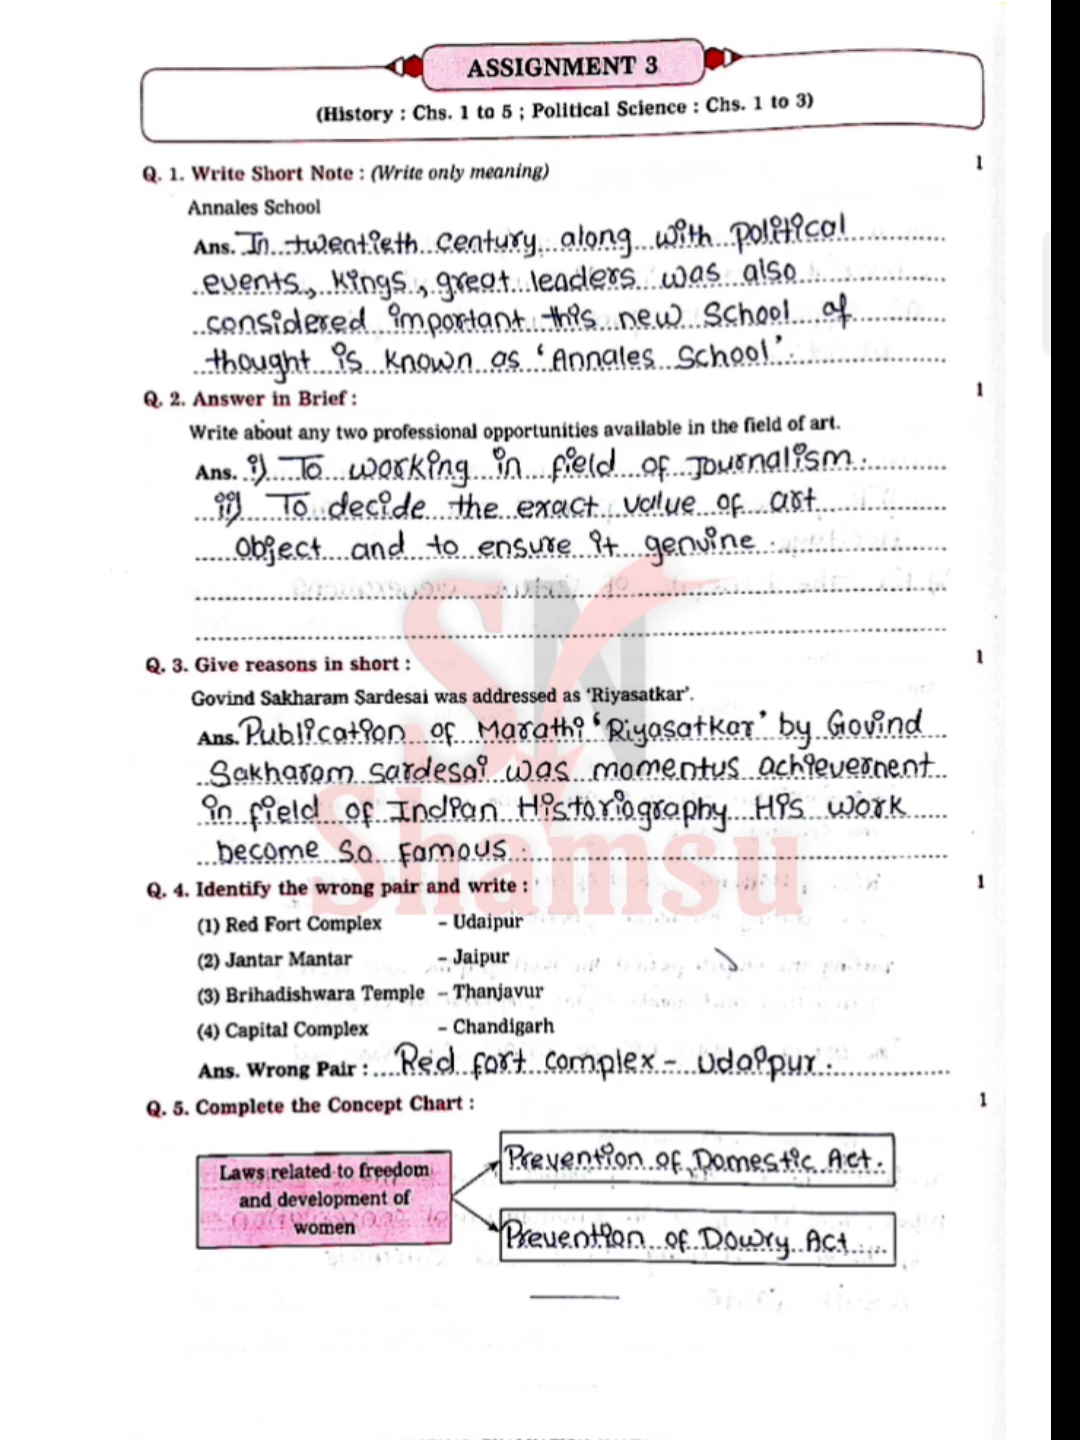 ASSIGNMENT 3
(History : Chs. 1 to 5 ; Political Science : Chs. 1 to 3)
Q. 1. Write Short Note : (Write only meaning) 1
Annales School
Ans. In twentieth century along with political
events, kings, great leaders was also
considered important this new School of
thought is known as 'Annales School'.
Q. 2. Answer in Brief : 1
Write about any two professional opportunities available in the field of art.
Ans. i) To working in field of Journalism.
ii) To decide the exact value of art
object and to ensure it genuine.
Q. 3. Give reasons in short : 1
Govind Sakharam Sardesai was addressed as 'Riyasatkar'.
Ans. Publication of Marathi 'Riyasatkar' by Govind
Sakharam Sardesai was momentus achievernent
in field of Indian Historiography His work
become so famous.
Q. 4. Identify the wrong pair and write : 1
(1) Red Fort Complex – Udaipur
(2) Jantar Mantar – Jaipur
(3) Brihadishwara Temple – Thanjavur
(4) Capital Complex – Chandigarh
Ans. Wrong Pair : Red fort complex – Udaipur.
Q. 5. Complete the Concept Chart : 1
Laws related to freedom
and development of
women
Prevention of Domestic Act.
Prevention of Dowry Act
SN
Shamsu